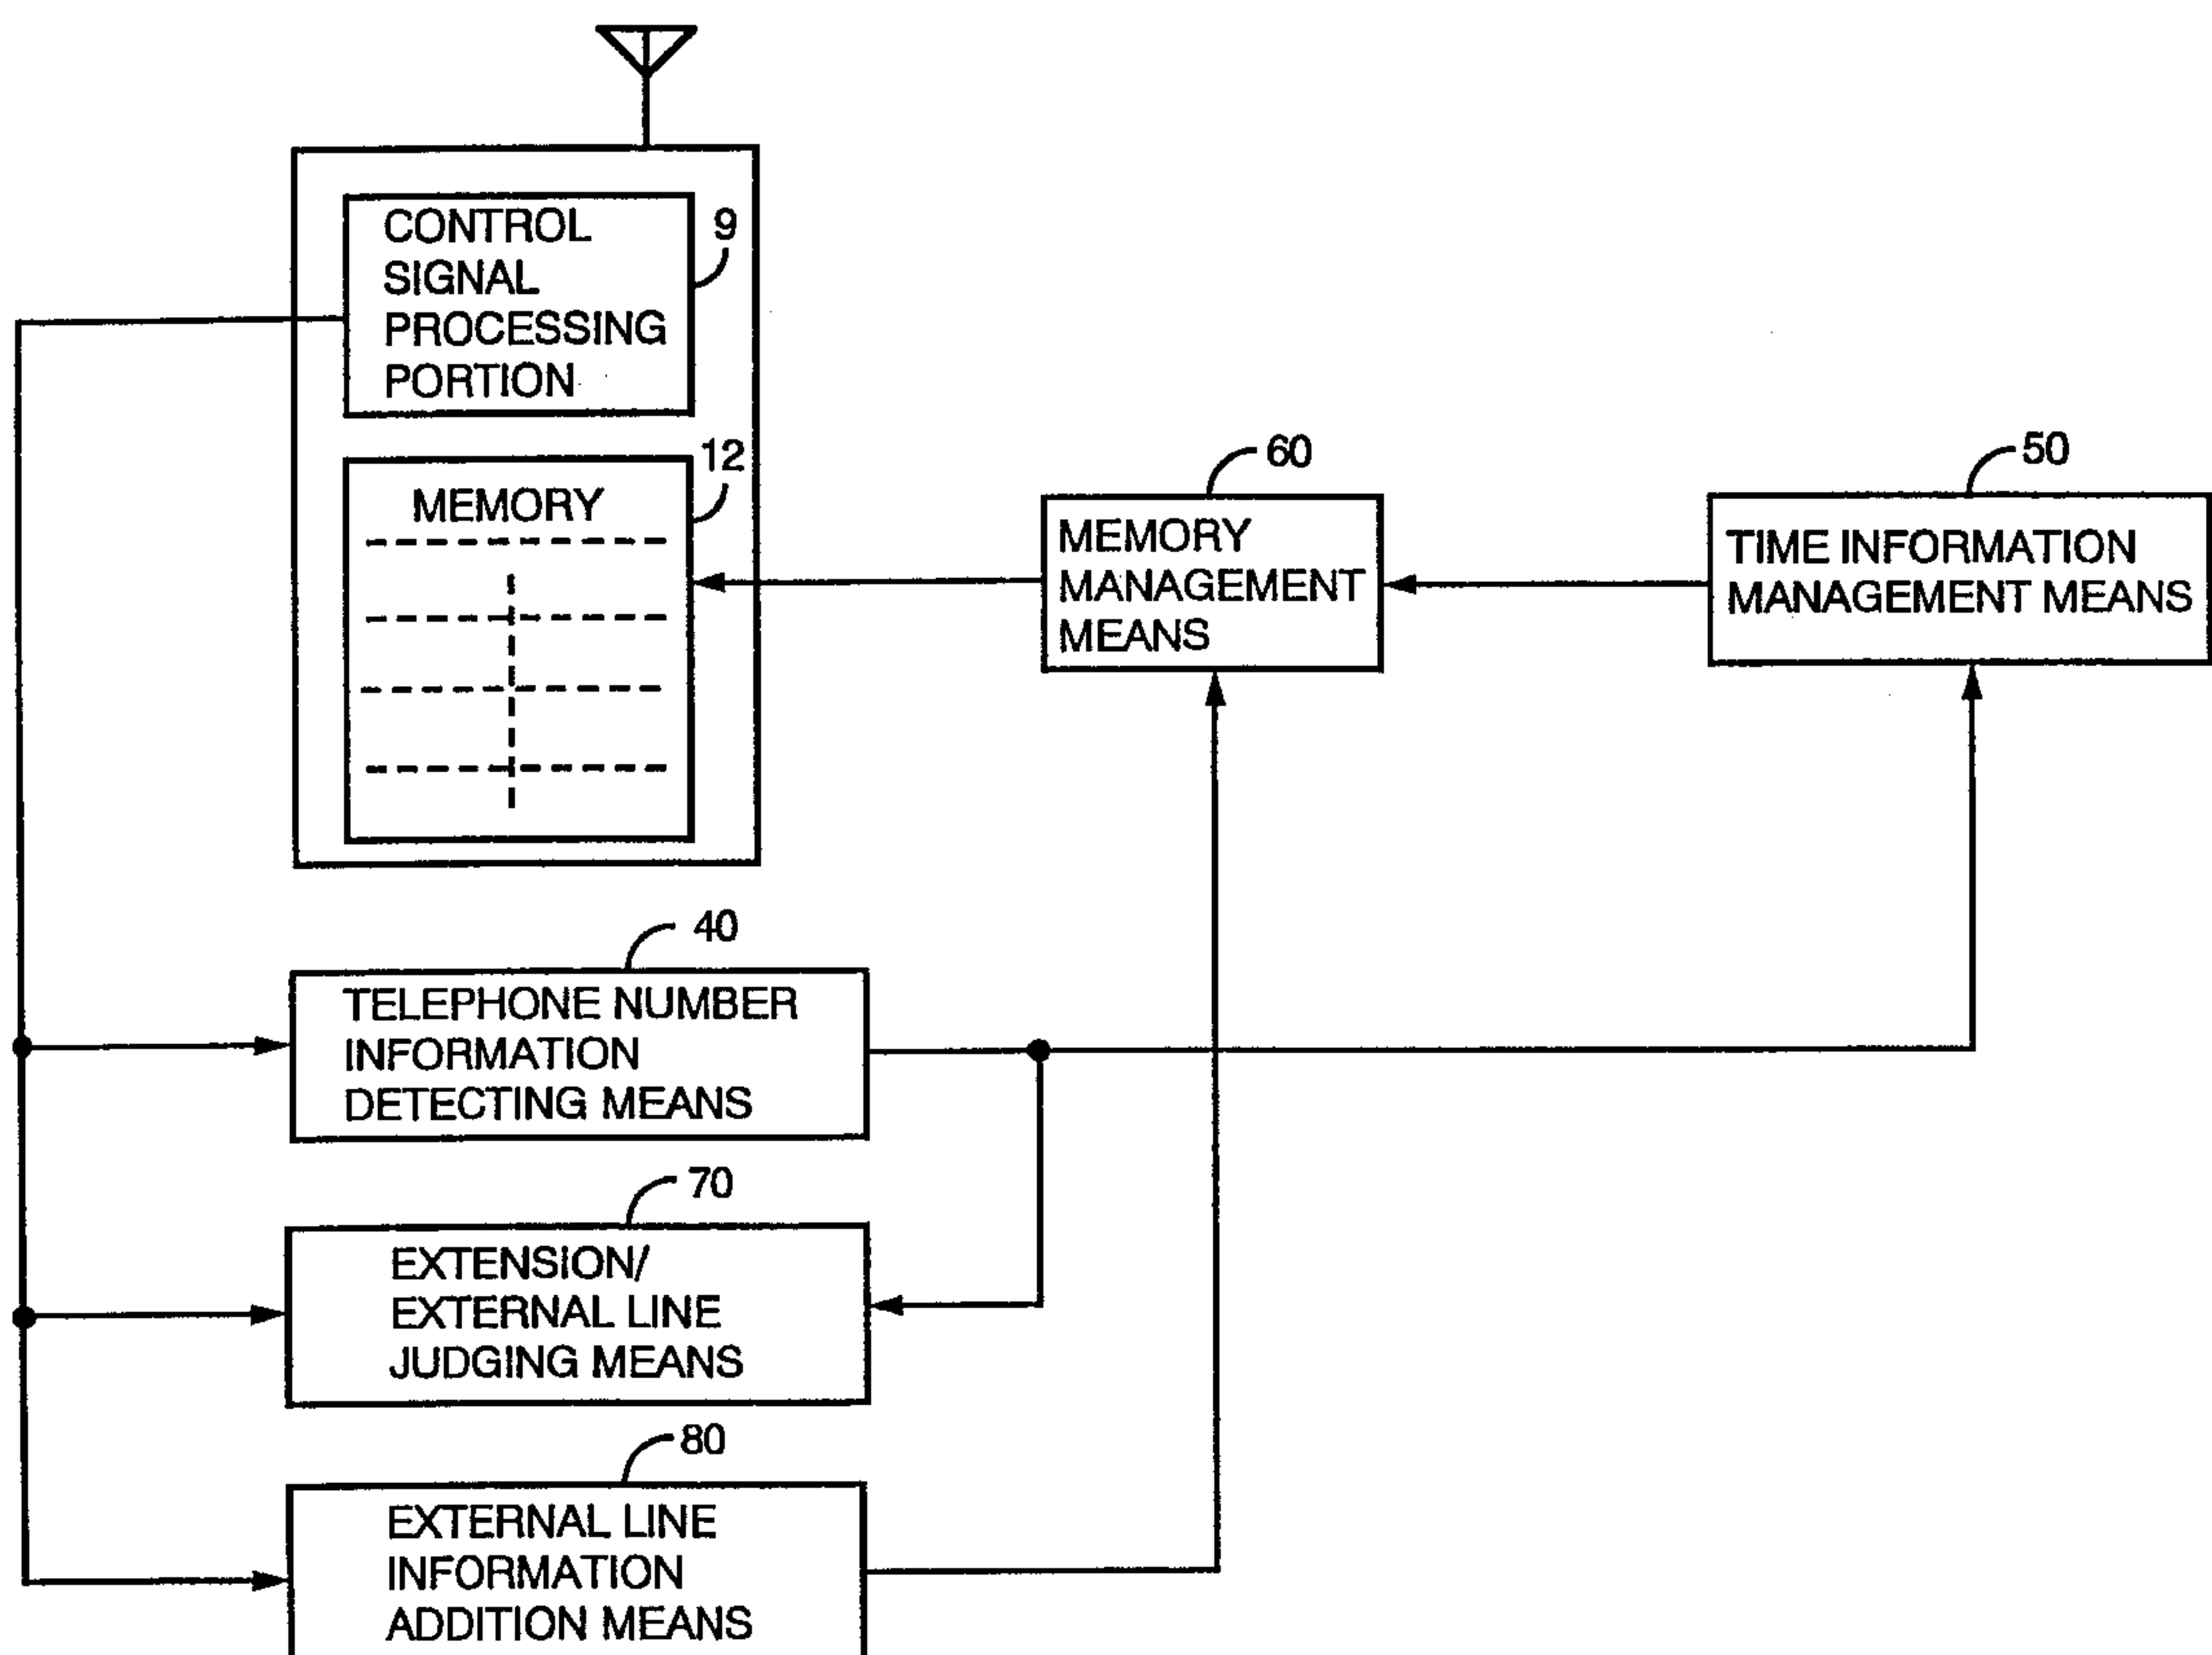 CONTROL
SIGNAL
PROCESSING
PORTION
9
MEMORY
12
MEMORY
MANAGEMENT
MEANS
60
TIME INFORMATION
MANAGEMENT MEANS
50
TELEPHONE NUMBER
INFORMATION
DETECTING MEANS
40
EXTENSION/
EXTERNAL LINE
JUDGING MEANS
70
EXTERNAL LINE
INFORMATION
ADDITION MEANS
80